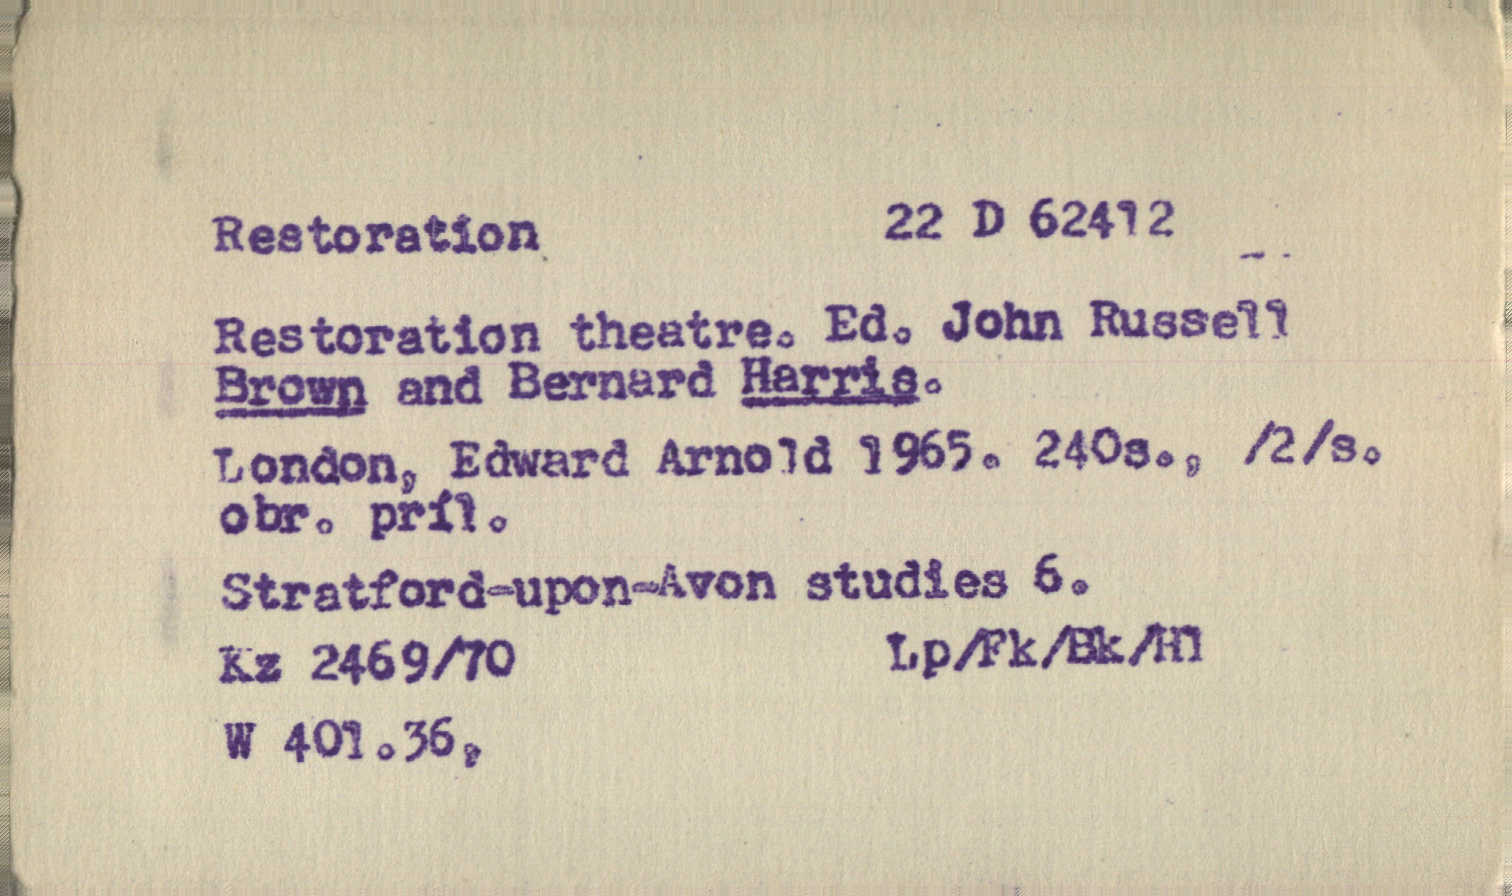 Restoration 22 D 62412
Restoration theatre. Ed. John Russell
Brown and Bernard Harris.
London, Edward Arnold 1965. 240s., /2/s.
obr. príl.
Stratford-upon-Avon studies 6.
Kz 2469/70 Lp/Fk/Bk/Hl
W 401.36,